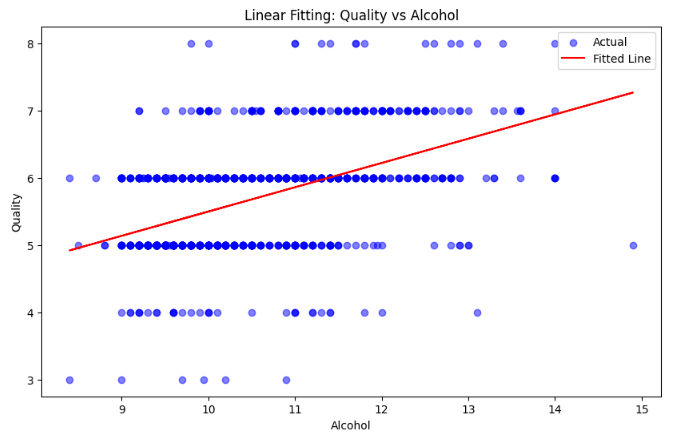 Linear Fitting: Quality vs Alcohol
Actual
Fitted Line
8
7
6
5
4
3
Quality
9 10 11 12 13 14 15
Alcohol